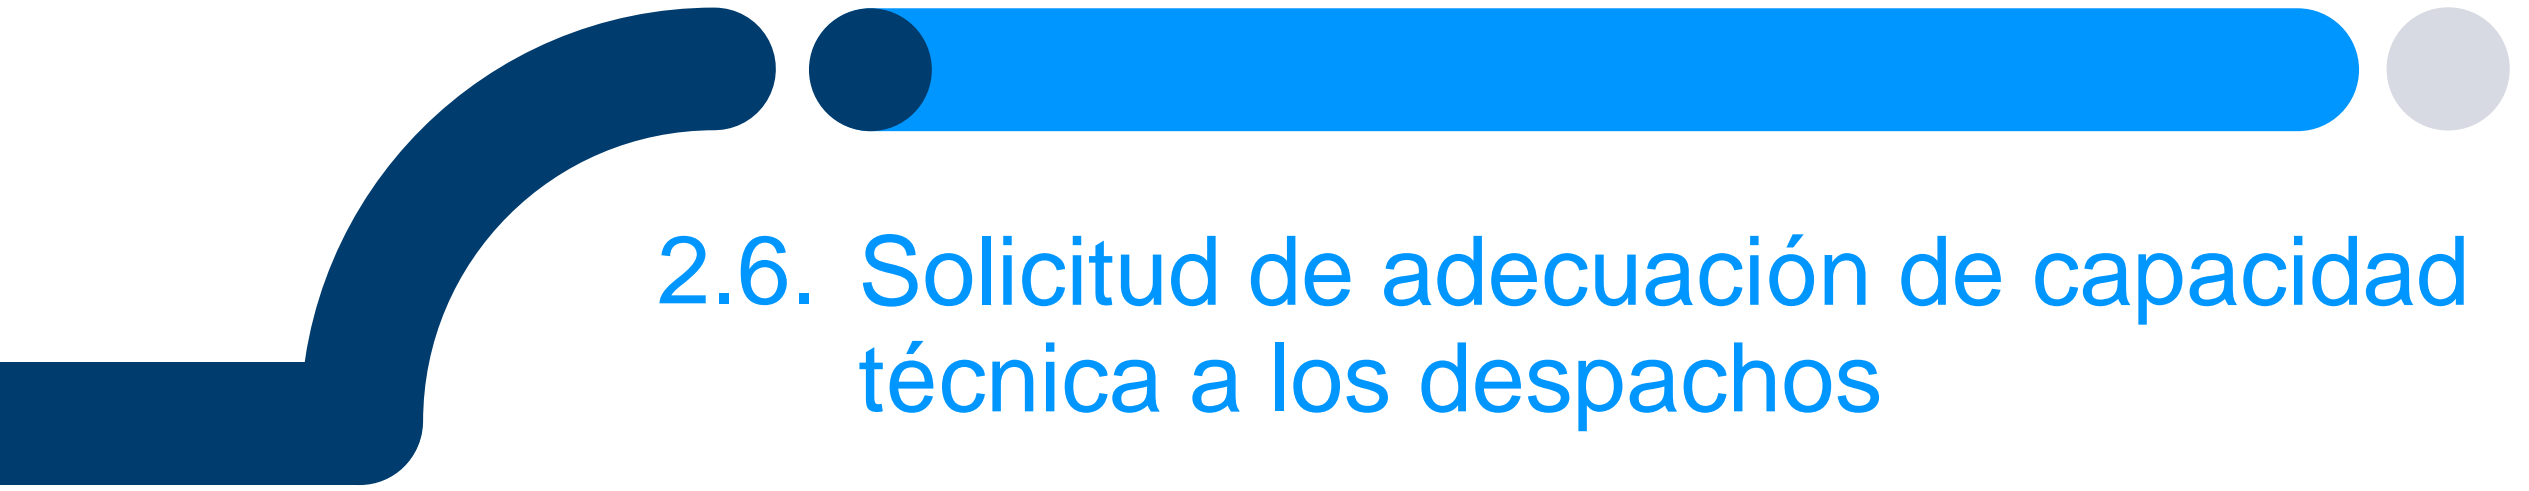 2.6. Solicitud de adecuación de capacidad
técnica a los despachos